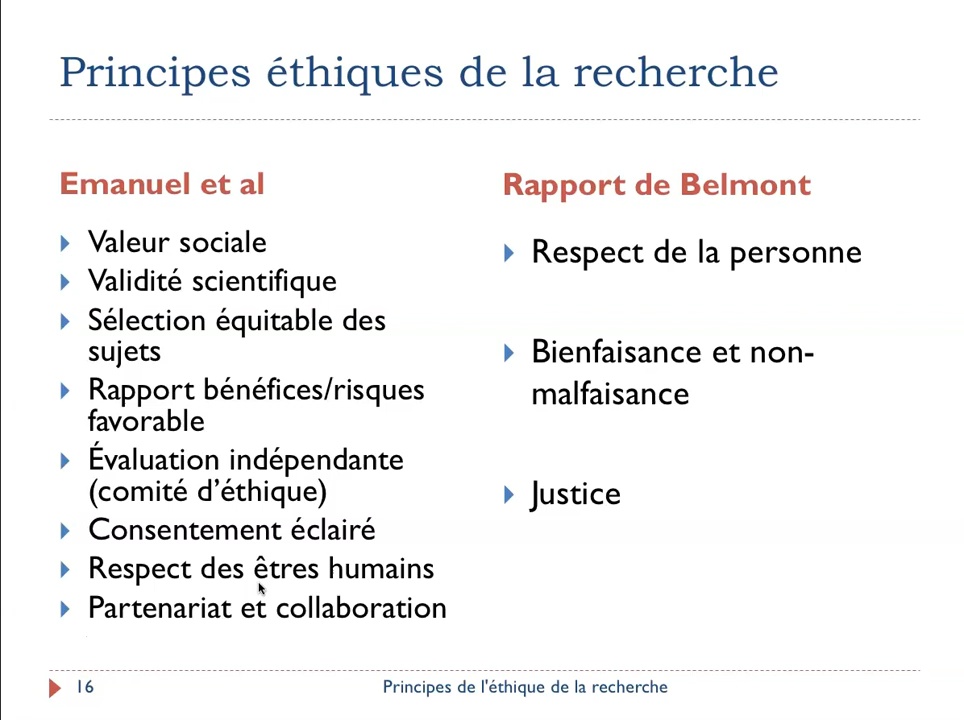 Principes éthiques de la recherche
Emanuel et al
Valeur sociale
Validité scientifique
Sélection équitable des
sujets
Rapport bénéfices/risques
favorable
Évaluation indépendante
(comité d’éthique)
Consentement éclairé
Respect des êtres humains
Partenariat et collaboration
Rapport de Belmont
Respect de la personne
Bienfaisance et non-
malfaisance
Justice
16
Principes de l'éthique de la recherche